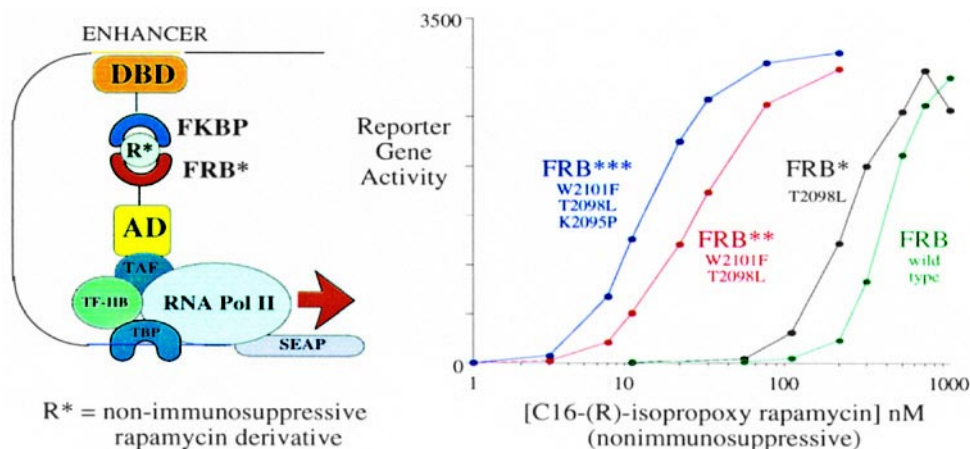 ENHANCER
DBD
FKBP
R*
FRB*
AD
TAF
TF-IIB
RNA Pol II
TBP
SEAP
R* = non-immunosuppressive
rapamycin derivative
3500
Reporter
Gene
Activity
FRB***
W2101F
T2098L
K2095P
FRB**
W2101F
T2098L
FRB*
T2098L
FRB
wild
type
0
1
10
100
1000
[C16-(R)-isopropoxy rapamycin] nM
(nonimmunosuppressive)